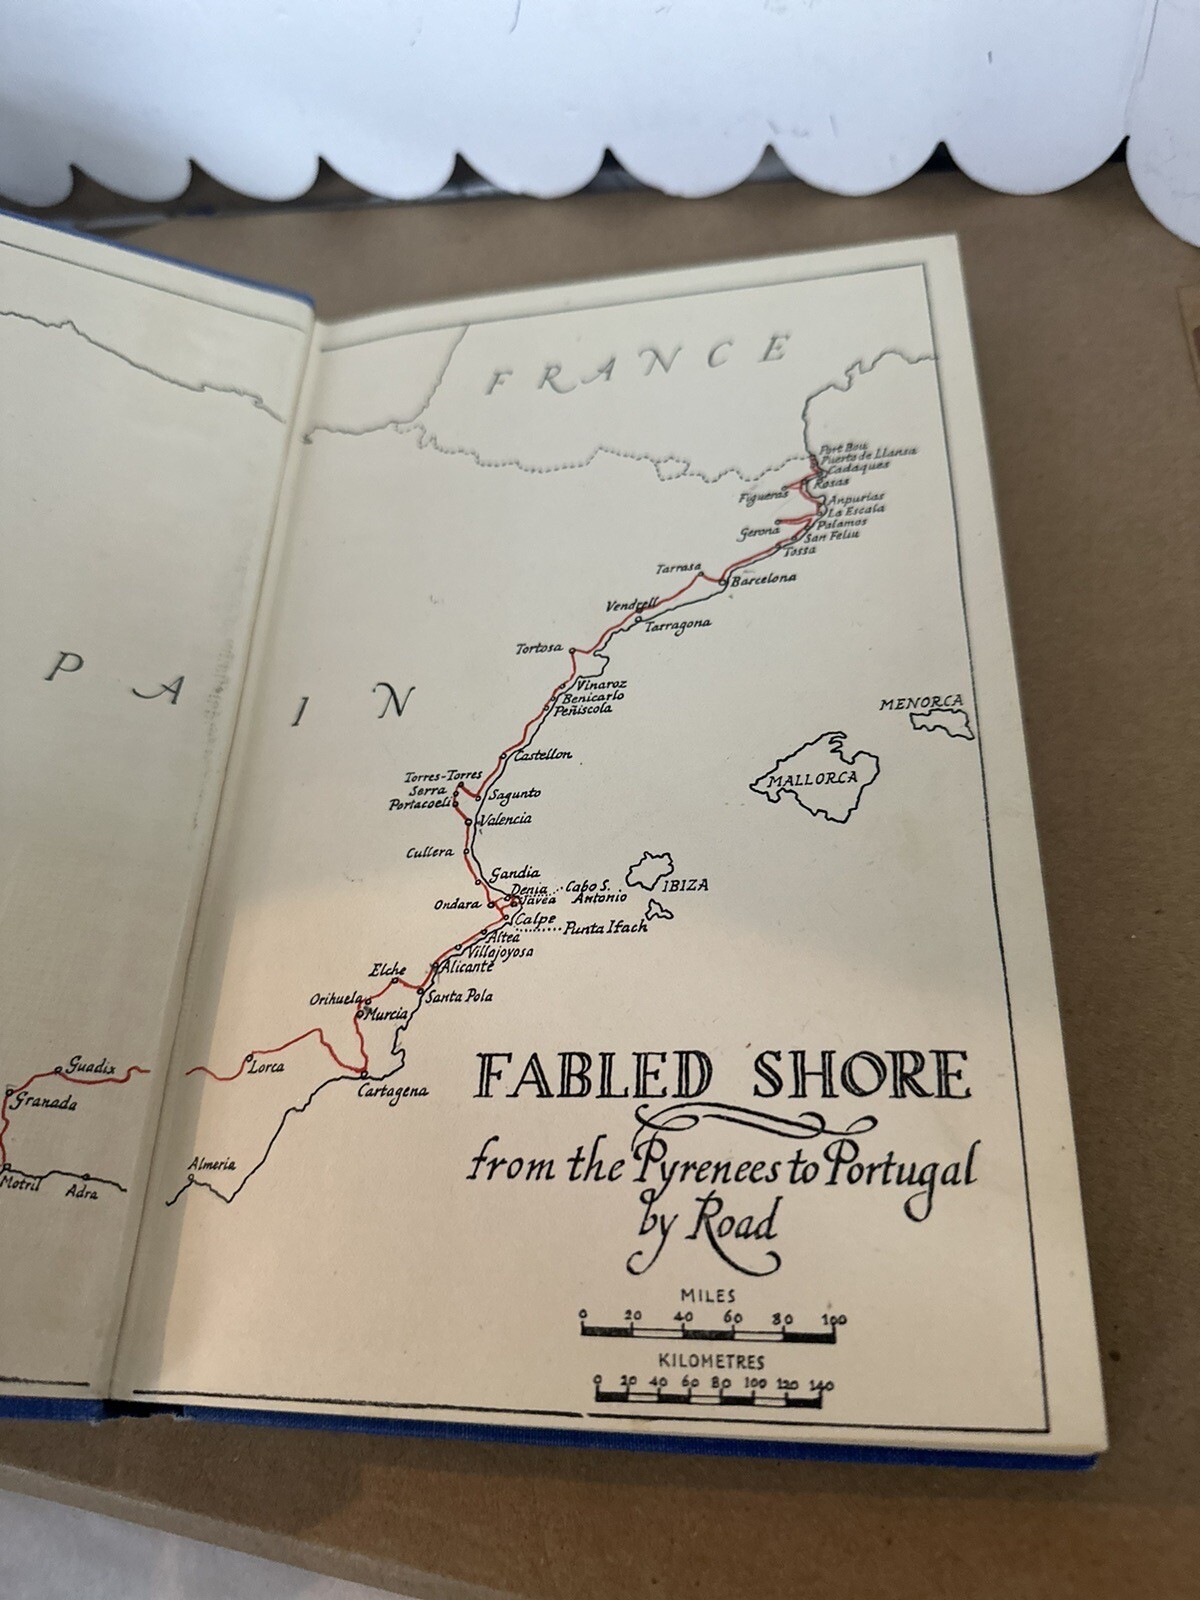 FRANCE
Port Bou
Puerto de Llansa
Cadaques
Rosas
Figueras
Anpurias
La Escala
Gerona
Palamos
San Feliu
Tossa
Tarrasa
Barcelona
Vendrell
Tarragona
Tortosa
PAIN
Vinaroz
Benicarlo
Peñiscola
MENORCA
MALLORCA
Castellon
Torres-Torres
Serra
Portacoeli
Sagunto
Valencia
Cullera
Gandia
IBIZA
Denia
Cabo S.
Antonio
Ondara
Javea
Calpe
Punta Ifach
Altea
Villajoyosa
Alicante
Elche
Santa Pola
Orihuela
Murcia
Guadix
Lorca
Granada
Cartagena
Almeria
Motril
Adra
FABLED SHORE
from the Pyrenees to Portugal
by Road
MILES
0 20 40 60 80 100
KILOMETRES
0 20 40 60 80 100 120 140